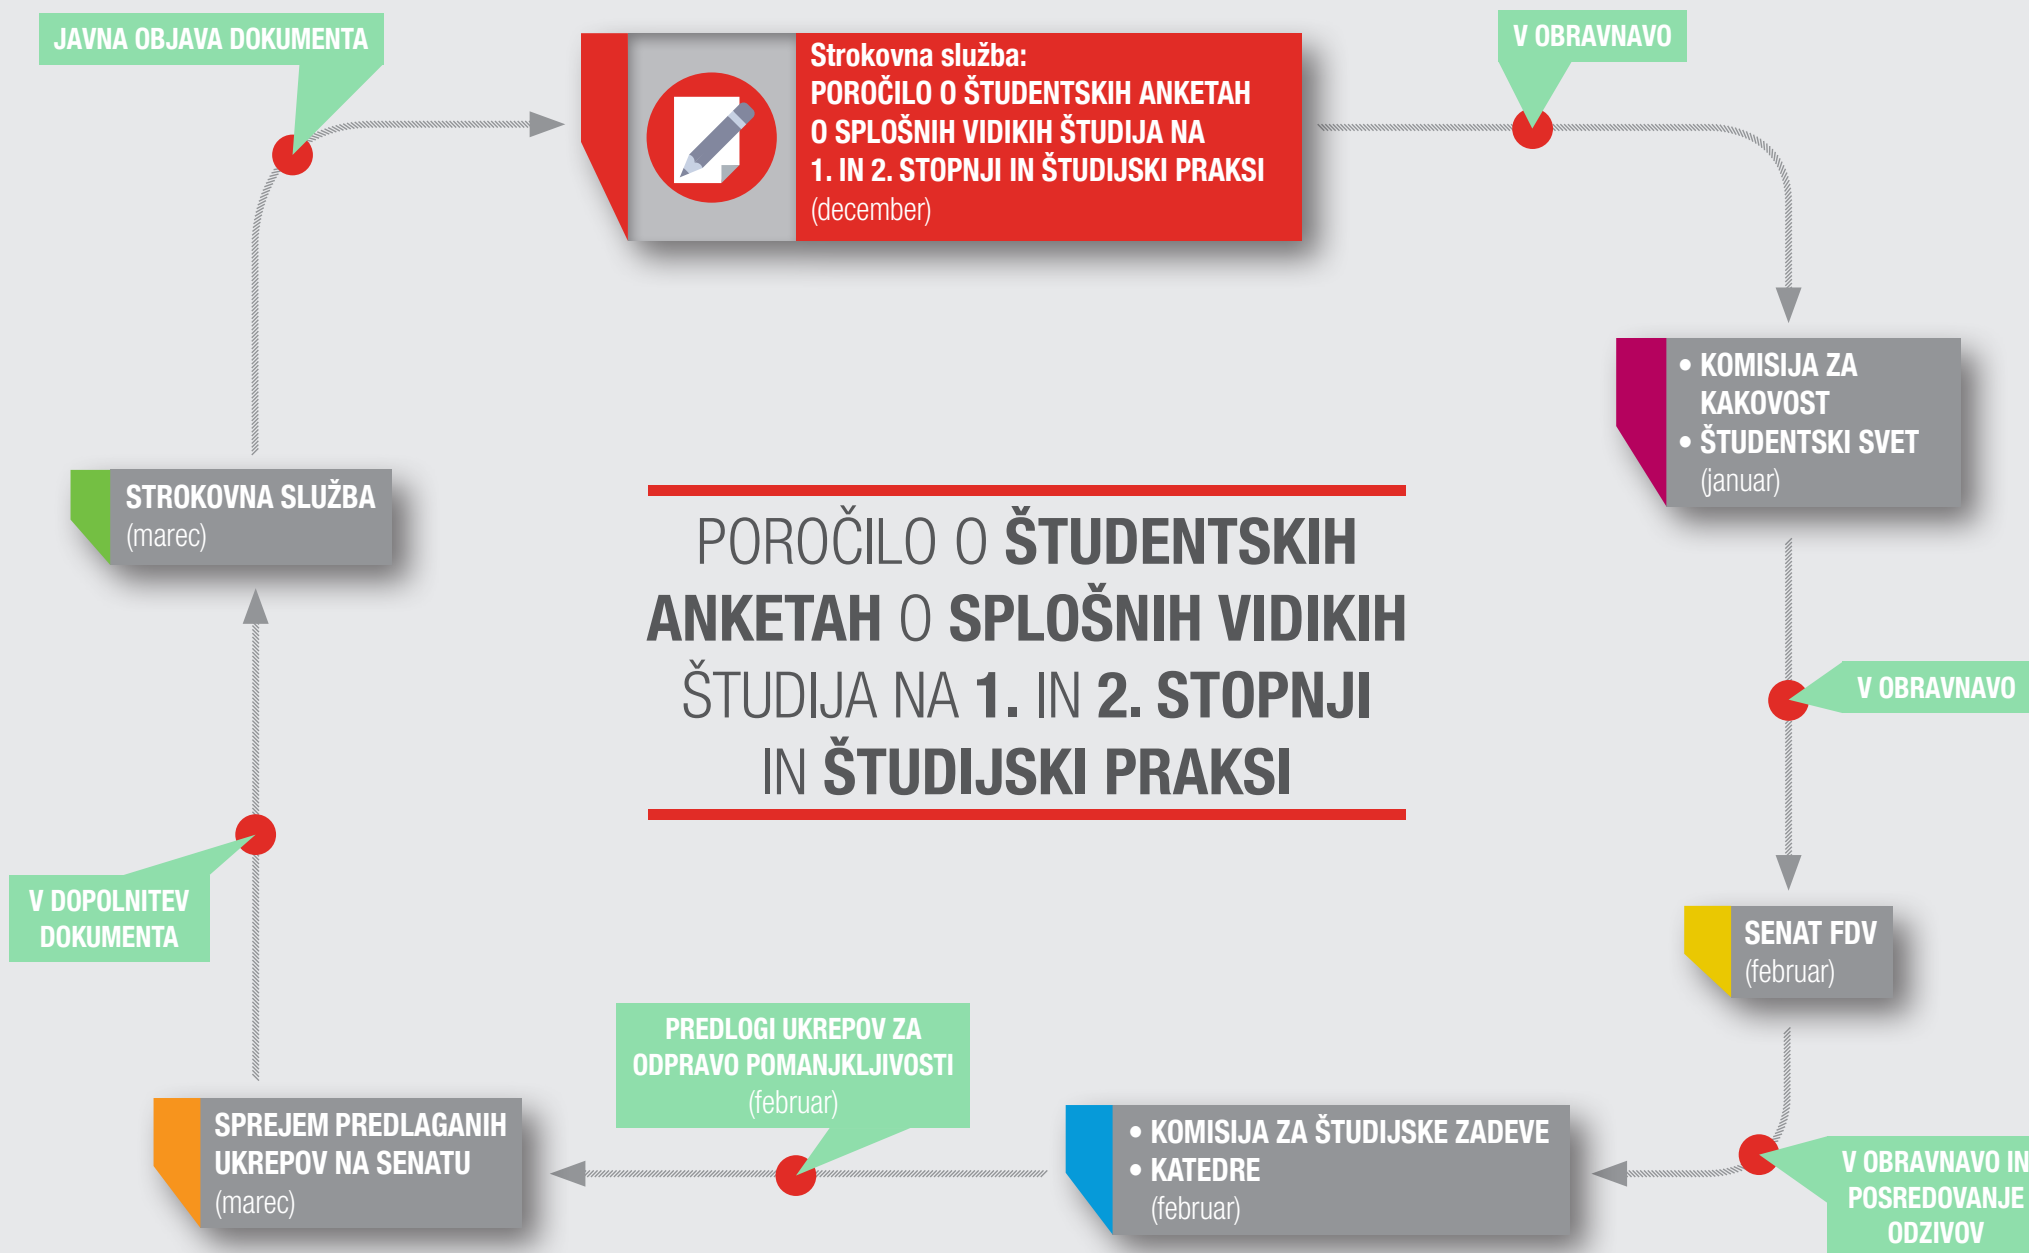 JAVNA OBJAVA DOKUMENTA
Strokovna služba:
POROČILO O ŠTUDENTSKIH ANKETAH
O SPLOŠNIH VIDIKIH ŠTUDIJA NA
1. IN 2. STOPNJI IN ŠTUDIJSKI PRAKSI
(december)
V OBRAVNAVO
• KOMISIJA ZA
KAKOVOST
• ŠTUDENTSKI SVET
(januar)
V OBRAVNAVO
SENAT FDV
(februar)
V OBRAVNAVO IN
POSREDOVANJE
ODZIVOV
• KOMISIJA ZA ŠTUDIJSKE ZADEVE
• KATEDRE
(februar)
PREDLOGI UKREPOV ZA
ODPRAVO POMANJKLJIVOSTI
(februar)
SPREJEM PREDLAGANIH
UKREPOV NA SENATU
(marec)
V DOPOLNITEV
DOKUMENTA
STROKOVNA SLUŽBA
(marec)
POROČILO O ŠTUDENTSKIH
ANKETAH O SPLOŠNIH VIDIKIH
ŠTUDIJA NA 1. IN 2. STOPNJI
IN ŠTUDIJSKI PRAKSI